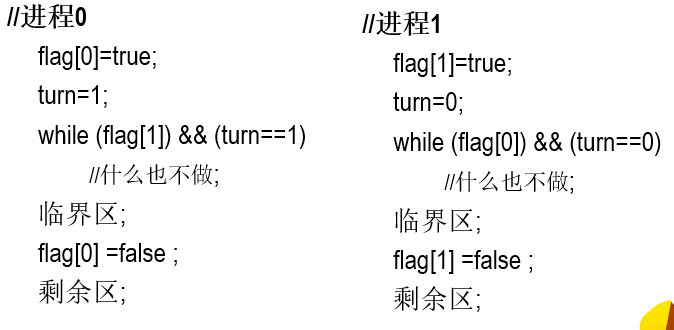 //进程0
flag[0]=true;
turn=1;
while (flag[1]) && (turn==1)
//什么也不做;
临界区;
flag[0] =false ;
剩余区;
//进程1
flag[1]=true;
turn=0;
while (flag[0]) && (turn==0)
//什么也不做;
临界区;
flag[1] =false ;
剩余区;